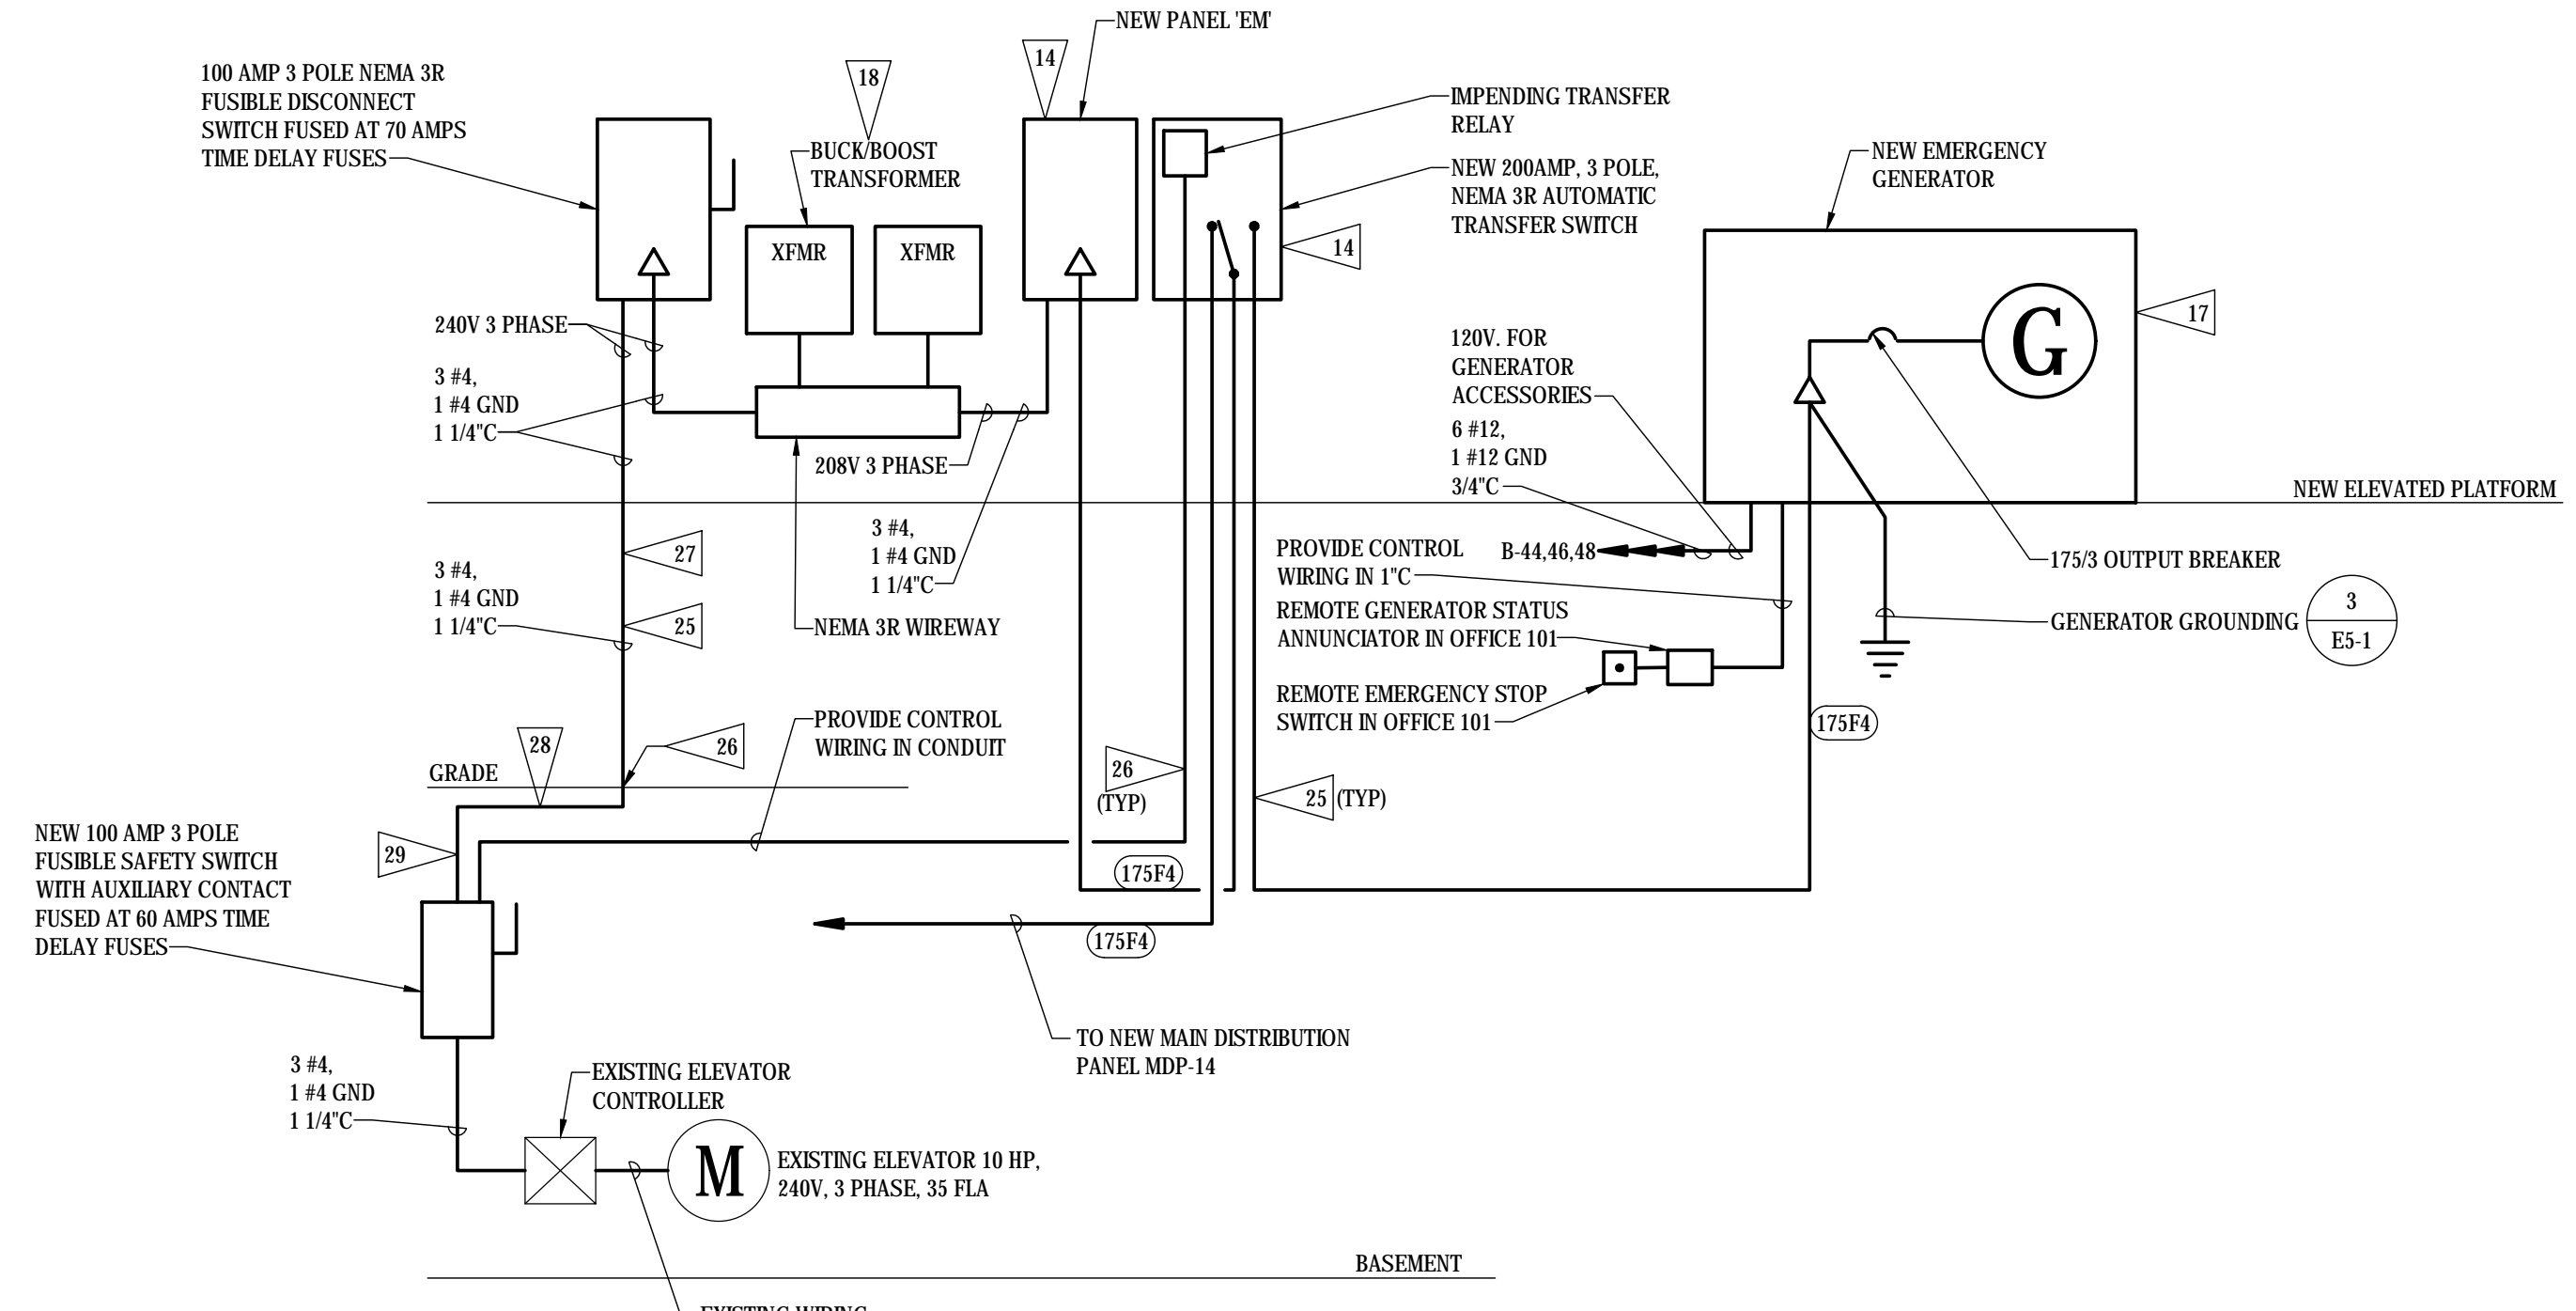 NEW PANEL 'EM'
100 AMP 3 POLE NEMA 3R
FUSIBLE DISCONNECT
SWITCH FUSED AT 70 AMPS
TIME DELAY FUSES
18
14
BUCK/BOOST
TRANSFORMER
IMPENDING TRANSFER
RELAY
NEW 200AMP, 3 POLE,
NEMA 3R AUTOMATIC
TRANSFER SWITCH
14
NEW EMERGENCY
GENERATOR
XFMR
XFMR
G
17
240V 3 PHASE
3 #4,
1 #4 GND
1 1/4"C
208V 3 PHASE
120V. FOR
GENERATOR
ACCESSORIES
6 #12,
1 #12 GND
3/4"C
NEW ELEVATED PLATFORM
3 #4,
1 #4 GND
1 1/4"C
27
25
3 #4,
1 #4 GND
1 1/4"C
NEMA 3R WIREWAY
PROVIDE CONTROL
WIRING IN 1"C
B-44,46,48
175/3 OUTPUT BREAKER
REMOTE GENERATOR STATUS
ANNUNCIATOR IN OFFICE 101
GENERATOR GROUNDING
3
E5-1
REMOTE EMERGENCY STOP
SWITCH IN OFFICE 101
175F4
PROVIDE CONTROL
WIRING IN CONDUIT
28
26
GRADE
26
(TYP)
25
(TYP)
NEW 100 AMP 3 POLE
FUSIBLE SAFETY SWITCH
WITH AUXILIARY CONTACT
FUSED AT 60 AMPS TIME
DELAY FUSES
29
175F4
175F4
TO NEW MAIN DISTRIBUTION
PANEL MDP-14
3 #4,
1 #4 GND
1 1/4"C
EXISTING ELEVATOR
CONTROLLER
M
EXISTING ELEVATOR 10 HP,
240V, 3 PHASE, 35 FLA
BASEMENT
EXISTING WIRING